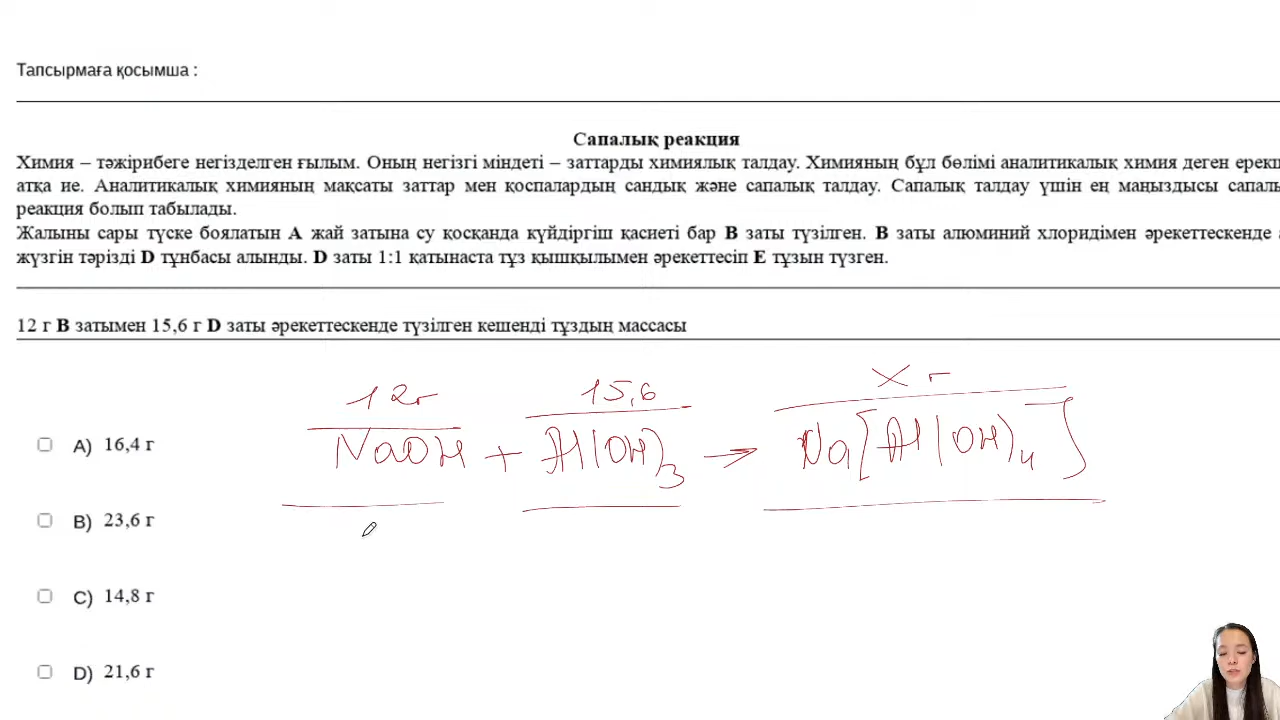 Тапсырмаға қосымша :
Сапалық реакция
Химия – тәжірибеге негізделген ғылым. Оның негізгі міндеті – заттарды химиялық талдау. Химияның бұл бөлімі аналитикалық химия деген ерекш
атқа ие. Аналитикалық химияның мақсаты заттар мен қоспалардың сандық және сапалық талдау. Сапалық талдау үшін ең маңыздысы сапалы
реакция болып табылады.
Жалыны сары түске боялатын А жай затына су қосқанда күйдіргіш қасиеті бар В заты түзілген. В заты алюминий хлоридімен әрекеттескенде а
жүзгін тәрізді D тұнбасы алынды. D заты 1:1 қатынаста тұз қышқылымен әрекеттесіп Е тұзын түзген.
12 г В затымен 15,6 г D заты әрекеттескенде түзілген кешенді тұздың массасы
12г 15,6 X г
NaOH + Al(OH)3 → Na[Al(OH)4]
A) 16,4 г
B) 23,6 г
C) 14,8 г
D) 21,6 г